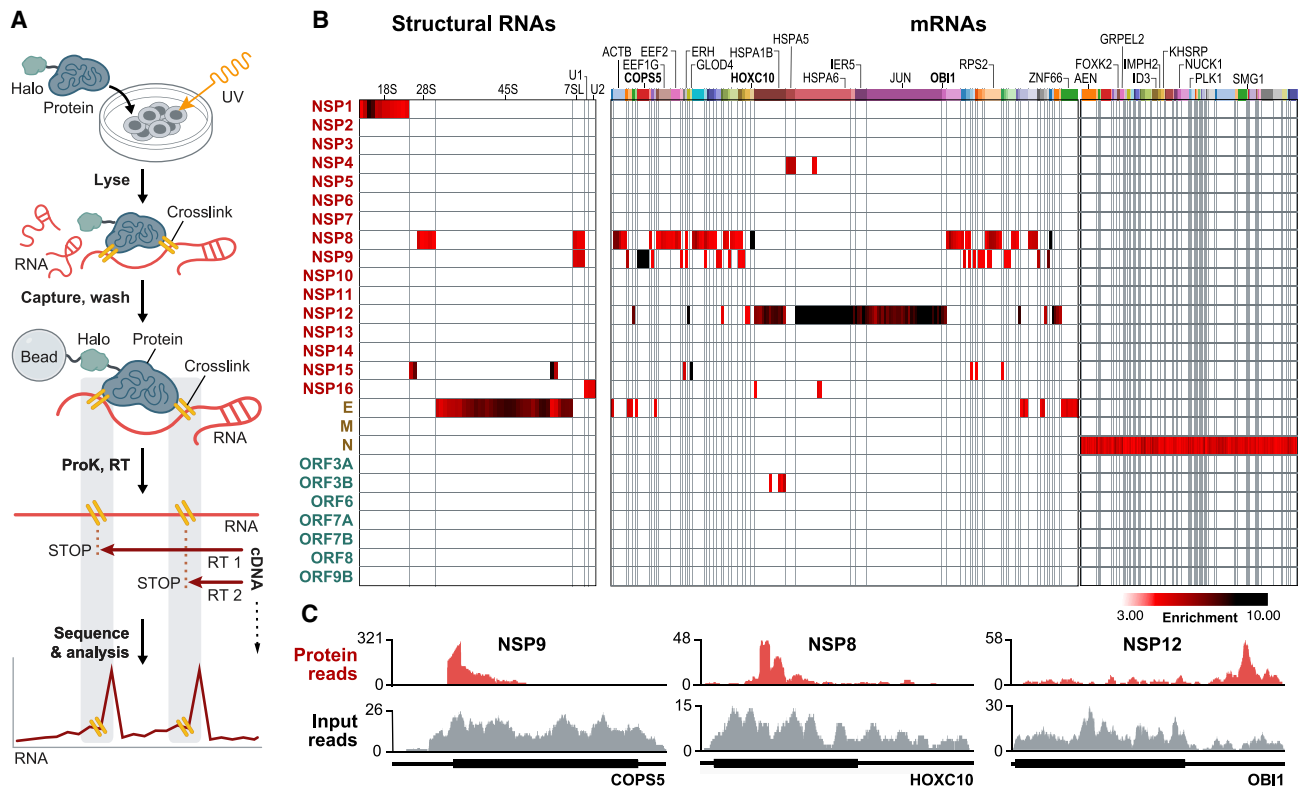 A
Halo
Protein
UV
Lyse
Crosslink
RNA
Capture, wash
Halo
Protein
Bead
Crosslink
RNA
ProK, RT
RNA
STOP
RT 1
STOP
RT 2
cDNA
Sequence
& analysis
RNA
B
Structural RNAs
mRNAs
18S
28S
45S
7SL
U1
U2
ACTB
EEF1G
COPS5
EEF2
ERH
GLOD4
HSPA1B
HOXC10
HSPA5
HSPA6
IER5
JUN
OBI1
RPS2
ZNF66
AEN
FOXK2
GRPEL2
IMPH2
ID3
KHSRP
NUCK1
PLK1
SMG1
NSP1
NSP2
NSP3
NSP4
NSP5
NSP6
NSP7
NSP8
NSP9
NSP10
NSP11
NSP12
NSP13
NSP14
NSP15
NSP16
E
M
N
ORF3A
ORF3B
ORF6
ORF7A
ORF7B
ORF8
ORF9B
3.00 Enrichment 10.00
C
Protein
reads
Input
reads
321
NSP9
0
26
0
COPS5
48
NSP8
0
15
0
HOXC10
58
NSP12
0
30
0
OBI1